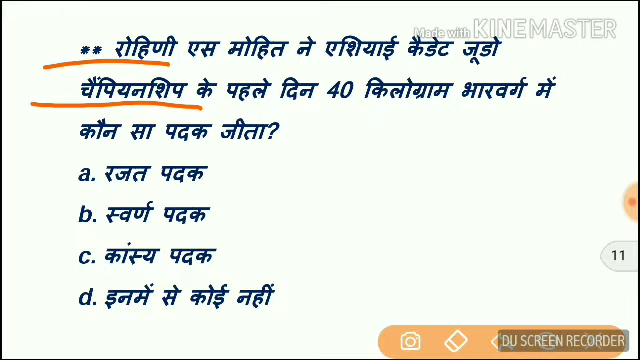 Made with KINEMASTER
** रोहिणी एस मोहित ने एशियाई कैडेट जूडो
चैंपियनशिप के पहले दिन 40 किलोग्राम भारवर्ग में
कौन सा पदक जीता?
a. रजत पदक
b. स्वर्ण पदक
c. कांस्य पदक
11
d. इनमें से कोई नहीं
DU SCREEN RECORDER